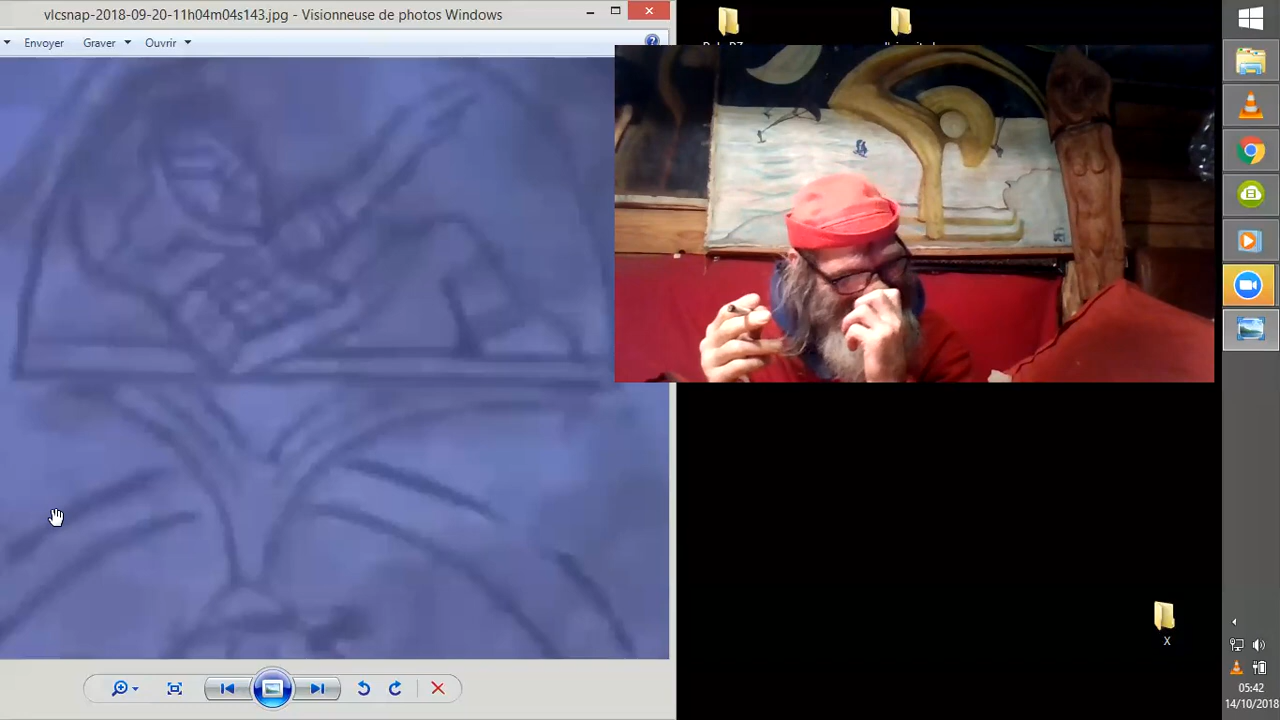 vlcsnap-2018-09-20-11h04m04s143.jpg - Visionneuse de photos Windows
Envoyer Graver Ouvrir
X
05:42
14/10/2018